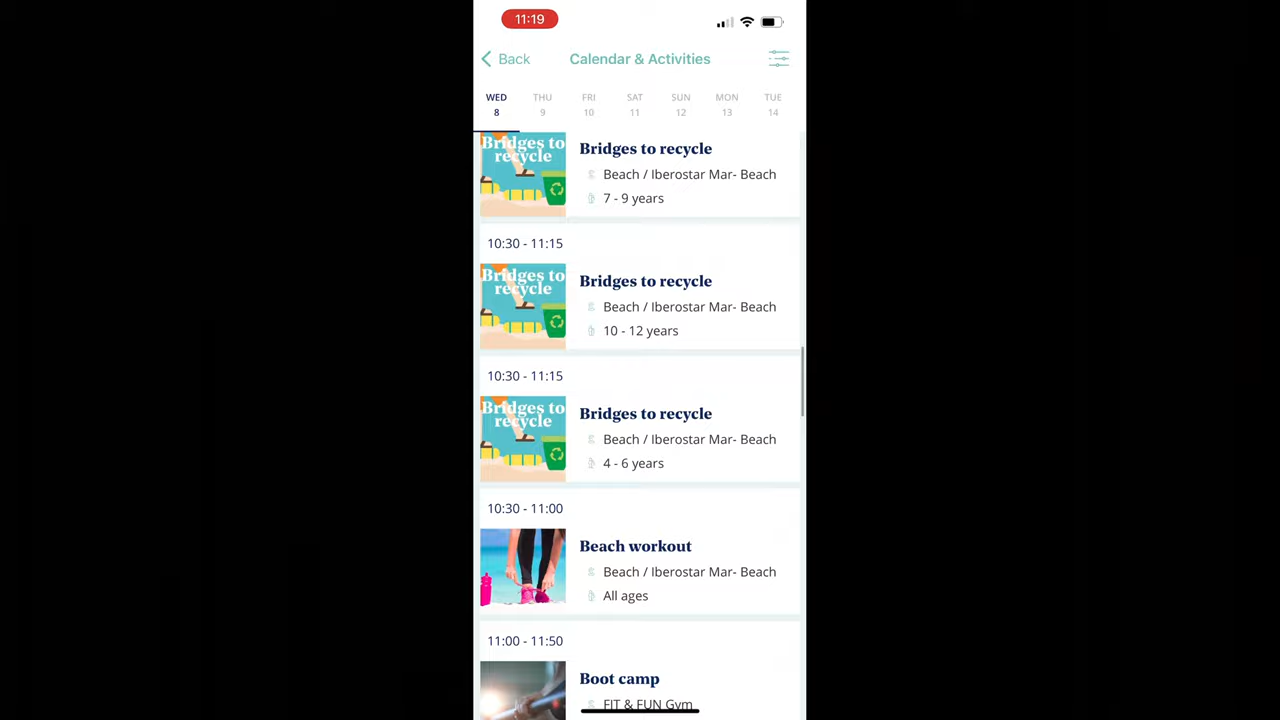 11:19
Back
Calendar & Activities
WED THU FRI SAT SUN MON TUE
8 9 10 11 12 13 14
Bridges to
recycle
Bridges to recycle
Beach / Iberostar Mar- Beach
7 - 9 years
10:30 - 11:15
Bridges to
recycle
Bridges to recycle
Beach / Iberostar Mar- Beach
10 - 12 years
10:30 - 11:15
Bridges to
recycle
Bridges to recycle
Beach / Iberostar Mar- Beach
4 - 6 years
10:30 - 11:00
Beach workout
Beach / Iberostar Mar- Beach
All ages
11:00 - 11:50
Boot camp
FIT & FUN Gym